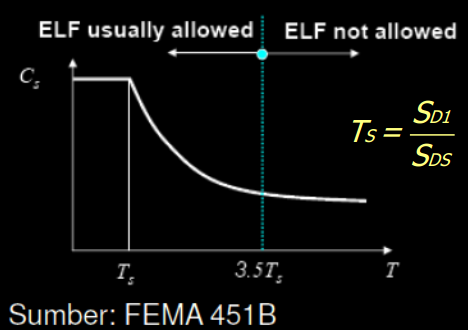 ELF usually allowed
ELF not allowed
Cs
Ts = SD1 / SDS
Ts
3.5Ts
T
Sumber: FEMA 451B